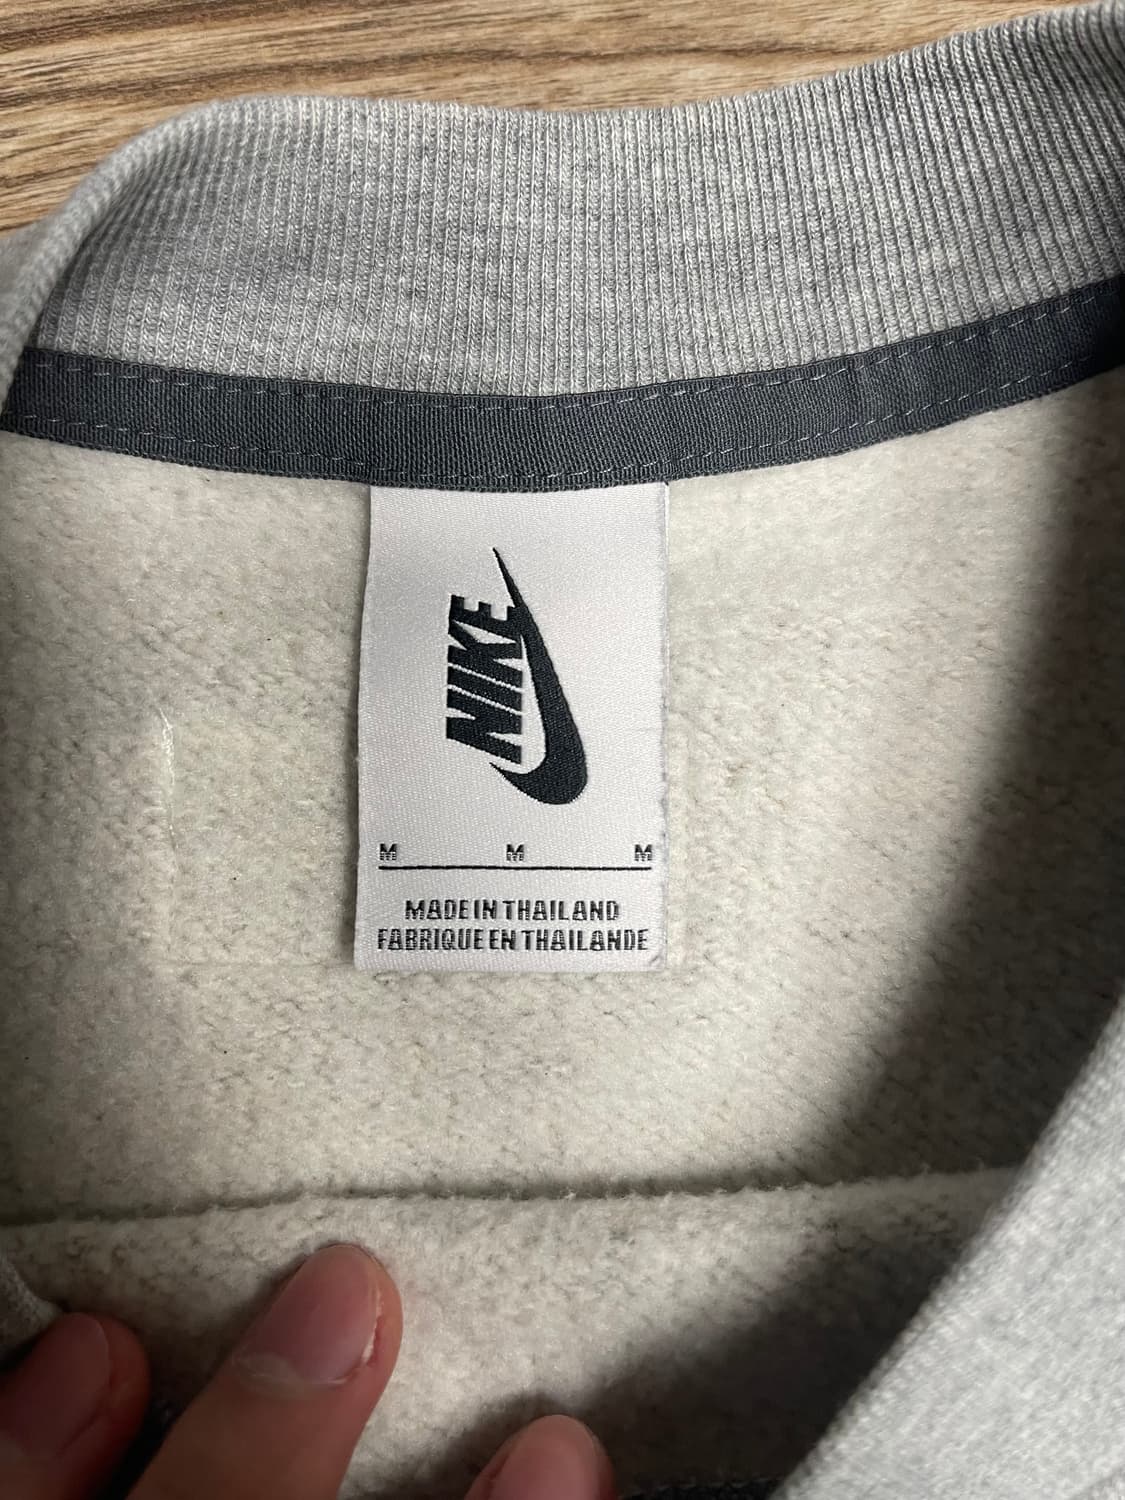 NIKE
M M M
MADE IN THAILAND
FABRIQUE EN THAILANDE